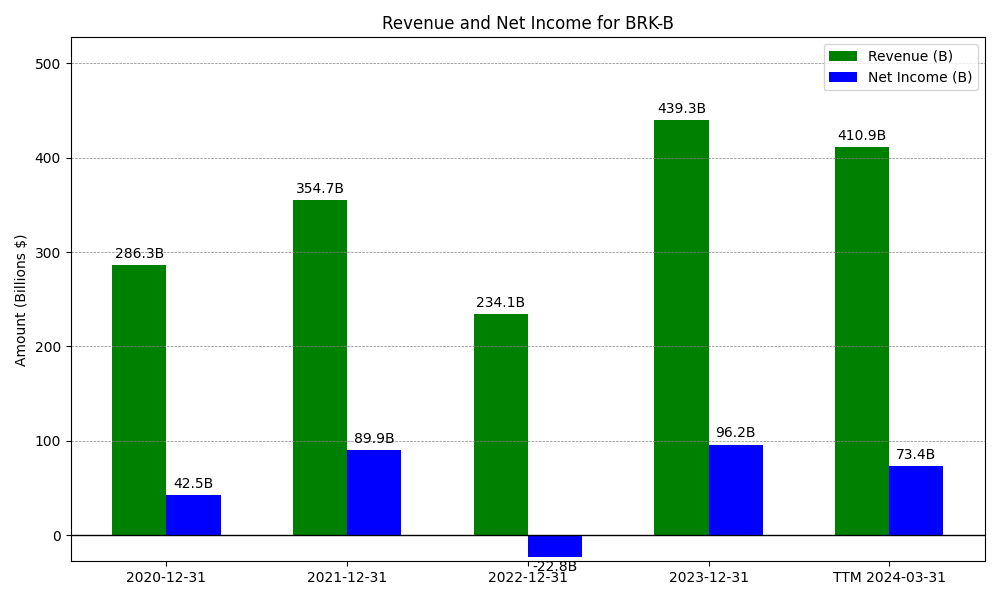 Revenue and Net Income for BRK-B
Revenue (B)
Net Income (B)
Amount (Billions $)
500
400
300
200
100
0
286.3B
42.5B
354.7B
89.9B
234.1B
-22.8B
439.3B
96.2B
410.9B
73.4B
2020-12-31
2021-12-31
2022-12-31
2023-12-31
TTM 2024-03-31